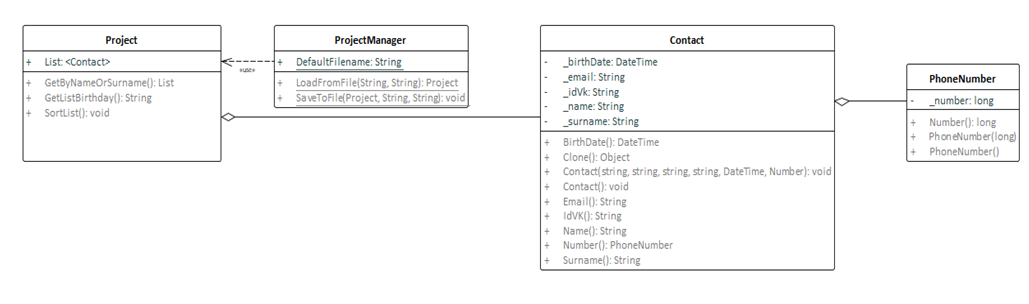 Project
+ List: <Contact>
+ GetByNameOrSurname(): List
+ GetListBirthday(): String
+ SortList(): void
«use»
ProjectManager
+ DefaultFilename: String
+ LoadFromFile(String, String): Project
+ SaveToFile(Project, String, String): void
Contact
- _birthDate: DateTime
- _email: String
- _idVk: String
- _name: String
- _surname: String
+ BirthDate(): DateTime
+ Clone(): Object
+ Contact(string, string, string, string, DateTime, Number): void
+ Contact(): void
+ Email(): String
+ IdVK(): String
+ Name(): String
+ Number(): PhoneNumber
+ Surname(): String
PhoneNumber
- _number: long
+ Number(): long
+ PhoneNumber(long)
+ PhoneNumber()